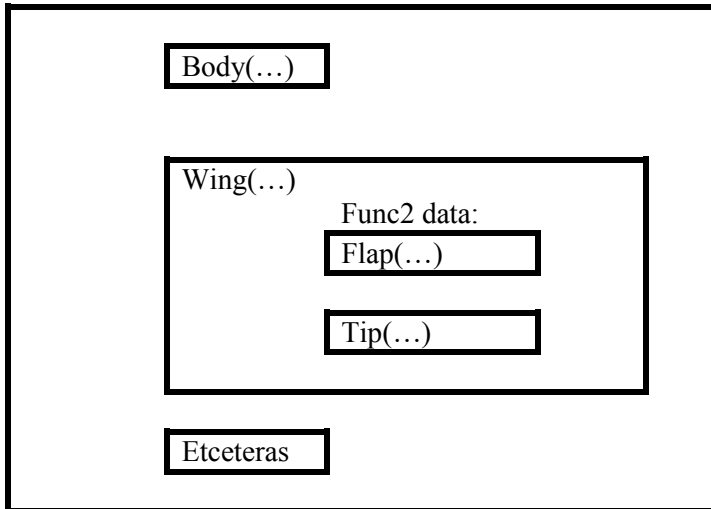 Body(…)
Wing(…)
Func2 data:
Flap(…)
Tip(…)
Etceteras